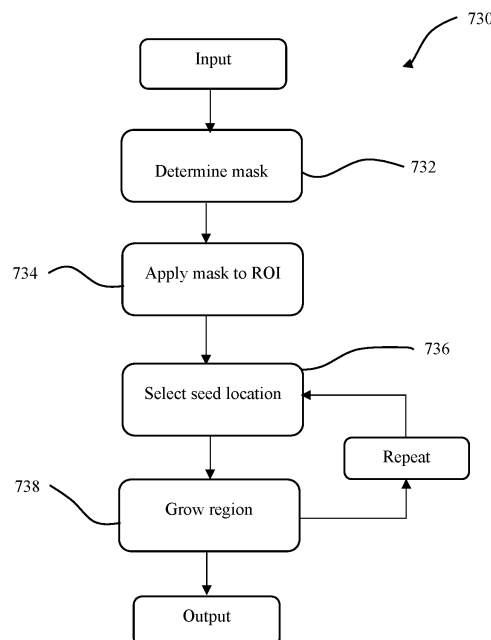 730
Input
Determine mask
732
734
Apply mask to ROI
736
Select seed location
Repeat
738
Grow region
Output